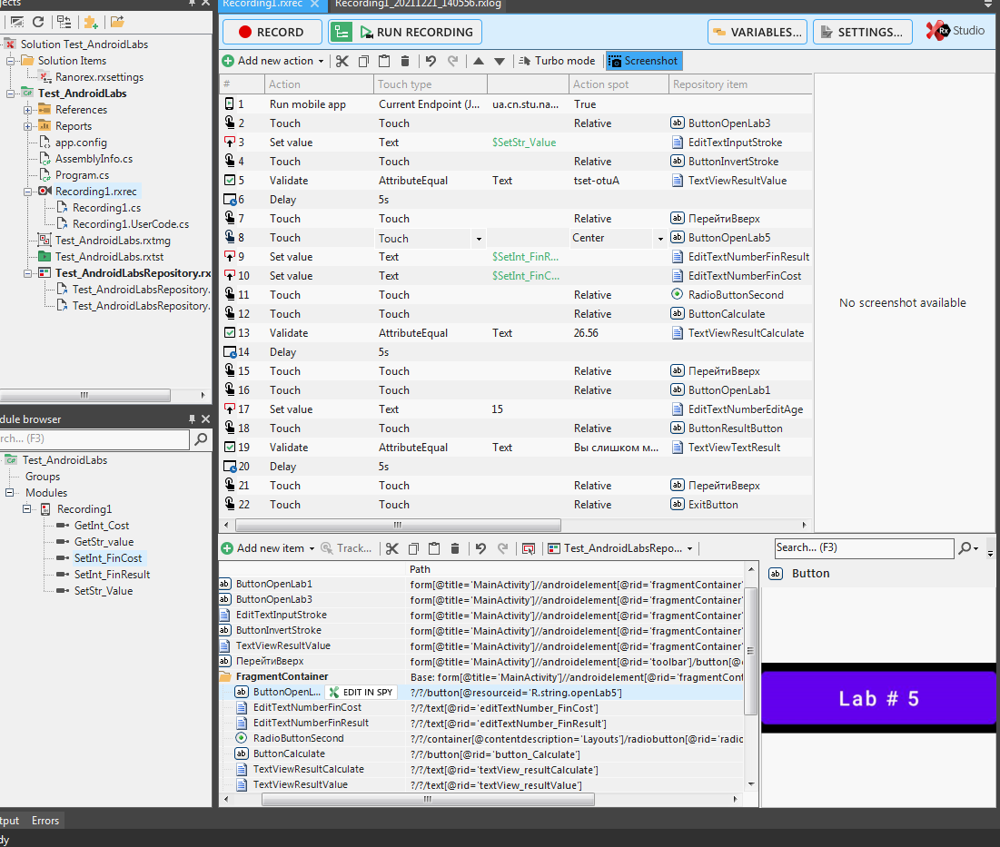 jects
Recording1.rxrec
Recording1_20211221_140556.rxlog
RECORD
RUN RECORDING
VARIABLES...
SETTINGS...
Rx Studio
Add new action
Turbo mode
Screenshot
Solution Test_AndroidLabs
Solution Items
Ranorex.rxsettings
Test_AndroidLabs
References
Reports
app.config
AssemblyInfo.cs
Program.cs
Recording1.rxrec
Recording1.cs
Recording1.UserCode.cs
Test_AndroidLabs.rxtmg
Test_AndroidLabs.rxtst
Test_AndroidLabsRepository.rx
Test_AndroidLabsRepository.
Test_AndroidLabsRepository.
# Action Touch type Action spot Repository item
1 Run mobile app Current Endpoint (J... ua.cn.stu.na... True
2 Touch Touch Relative ButtonOpenLab3
3 Set value Text $SetStr_Value EditTextInputStroke
4 Touch Touch Relative ButtonInvertStroke
5 Validate AttributeEqual Text tset-otuA TextViewResultValue
6 Delay 5s
7 Touch Touch Relative ПерейтиВверх
8 Touch Touch Center ButtonOpenLab5
9 Set value Text $SetInt_FinR... EditTextNumberFinResult
10 Set value Text $SetInt_FinC... EditTextNumberFinCost
11 Touch Touch Relative RadioButtonSecond
12 Touch Touch Relative ButtonCalculate
13 Validate AttributeEqual Text 26.56 TextViewResultCalculate
14 Delay 5s
15 Touch Touch Relative ПерейтиВверх
16 Touch Touch Relative ButtonOpenLab1
17 Set value Text 15 EditTextNumberEditAge
18 Touch Touch Relative ButtonResultButton
19 Validate AttributeEqual Text Вы слишком м... TextViewTextResult
20 Delay 5s
21 Touch Touch Relative ПерейтиВверх
22 Touch Touch Relative ExitButton
No screenshot available
dule browser
rch... (F3)
Test_AndroidLabs
Groups
Modules
Recording1
GetInt_Cost
GetStr_value
SetInt_FinCost
SetInt_FinResult
SetStr_Value
Add new item
Track...
Test_AndroidLabsRepo...
Search... (F3)
Path
ButtonOpenLab1 form[@title='MainActivity']//androidelement[@rid='fragmentContainer'
ButtonOpenLab3 form[@title='MainActivity']//androidelement[@rid='fragmentContainer'
EditTextInputStroke form[@title='MainActivity']//androidelement[@rid='fragmentContainer'
ButtonInvertStroke form[@title='MainActivity']//androidelement[@rid='fragmentContainer'
TextViewResultValue form[@title='MainActivity']//androidelement[@rid='fragmentContainer'
ПерейтиВверх form[@title='MainActivity']//androidelement[@rid='toolbar']/button[@c
FragmentContainer Base: form[@title='MainActivity']//androidelement[@rid='fragmentCont
ButtonOpenL... EDIT IN SPY ?/?/button[@resourceid='R.string.openLab5']
EditTextNumberFinCost ?/?/text[@rid='editTextNumber_FinCost']
EditTextNumberFinResult ?/?/text[@rid='editTextNumber_FinResult']
RadioButtonSecond ?/?/container[@contentdescription='Layouts']/radiobutton[@rid='radic
ButtonCalculate ?/?/button[@rid='button_Calculate']
TextViewResultCalculate ?/?/text[@rid='textView_resultCalculate']
TextViewResultValue ?/?/text[@rid='textView_resultValue']
Button
Lab # 5
tput
Errors
dy